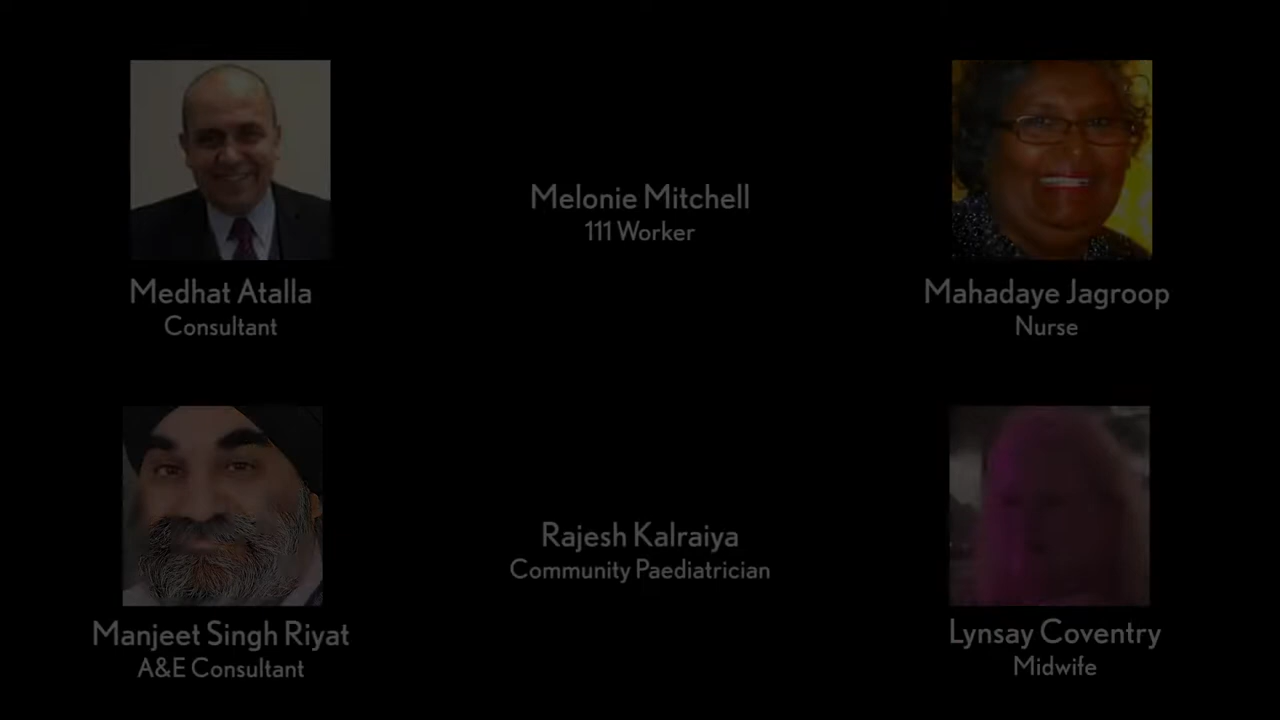 Melonie Mitchell
111 Worker
Medhat Atalla
Consultant
Mahadaye Jagroop
Nurse
Rajesh Kalraiya
Community Paediatrician
Manjeet Singh Riyat
A&E Consultant
Lynsay Coventry
Midwife